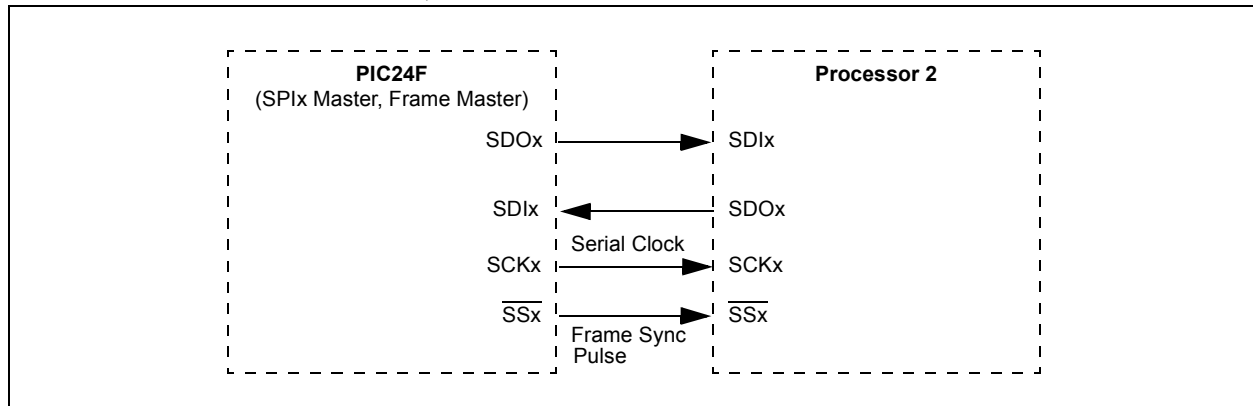 PIC24F
(SPIx Master, Frame Master)
Processor 2
SDOx
SDIx
SDIx
SDOx
Serial Clock
SCKx
SCKx
SSx
SSx
Frame Sync
Pulse